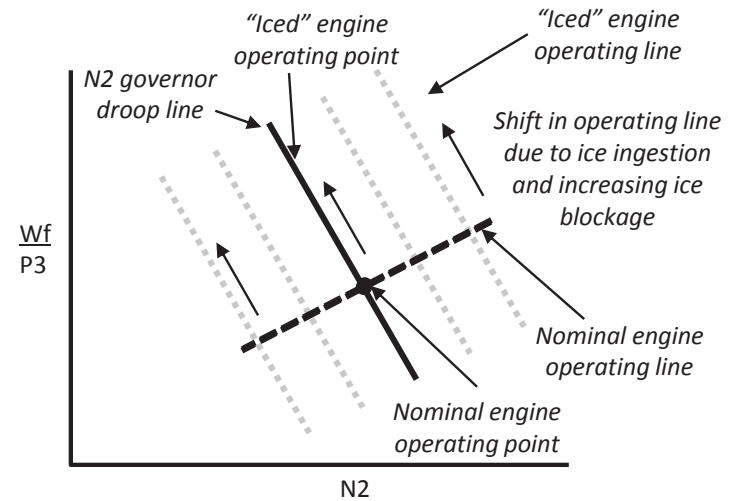 “Iced” engine
operating point
“Iced” engine
operating line
N2 governor
droop line
Shift in operating line
due to ice ingestion
and increasing ice
blockage
Wf
P3
Nominal engine
operating line
Nominal engine
operating point
N2